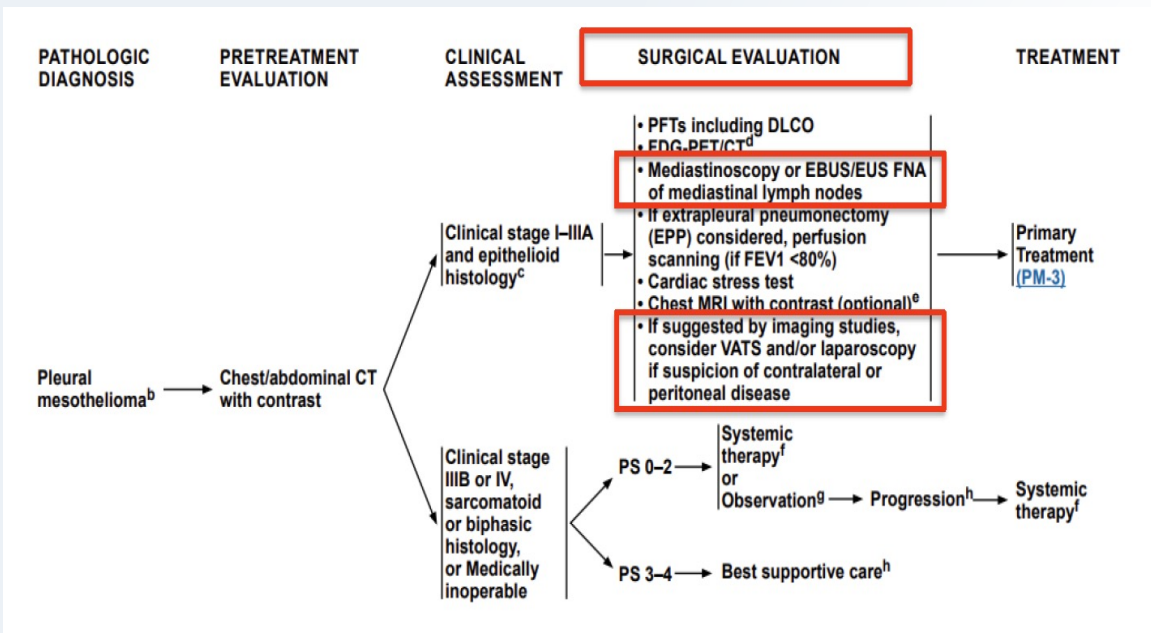 PATHOLOGIC
DIAGNOSIS
PRETREATMENT
EVALUATION
CLINICAL
ASSESSMENT
SURGICAL EVALUATION
TREATMENT
• PFTs including DLCO
• FDG-PET/CTd
• Mediastinoscopy or EBUS/EUS FNA
of mediastinal lymph nodes
• If extrapleural pneumonectomy
(EPP) considered, perfusion
scanning (if FEV1 <80%)
• Cardiac stress test
• Chest MRI with contrast (optional)e
• If suggested by imaging studies,
consider VATS and/or laparoscopy
if suspicion of contralateral or
peritoneal disease
Clinical stage I–IIIA
and epithelioid
histologyc
Primary
Treatment
(PM-3)
Pleural
mesotheliomab
Chest/abdominal CT
with contrast
Clinical stage
IIIB or IV,
sarcomatoid
or biphasic
histology,
or Medically
inoperable
PS 0–2
Systemic
therapyf
or
Observationg
Progressionh
Systemic
therapyf
PS 3–4
Best supportive careh